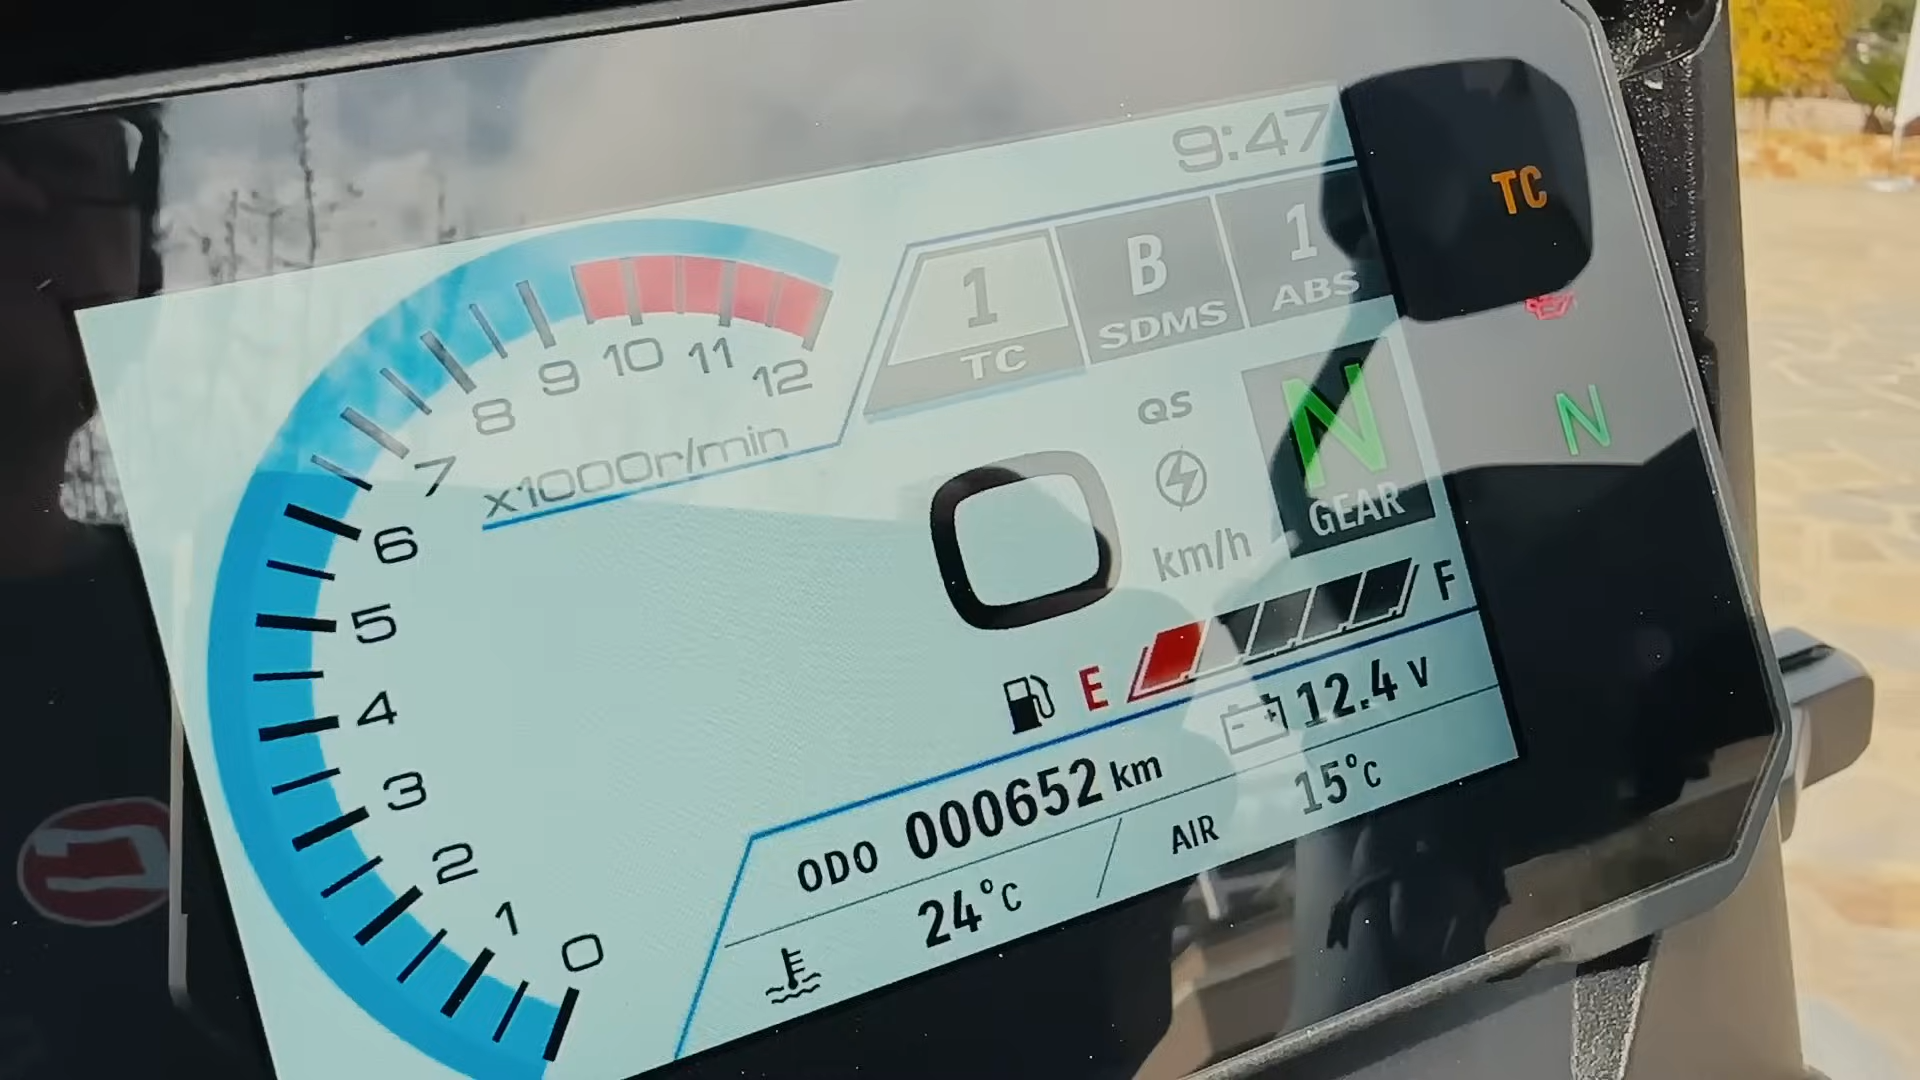 9:47
TC
1 B 1
TC SDMS ABS
12
11
10
9
8
7
6
5
4
3
2
1
0
x1000r/min
QS
N
N
GEAR
0 km/h
E F
12.4 V
ODO 000652 km
24°C AIR 15°C